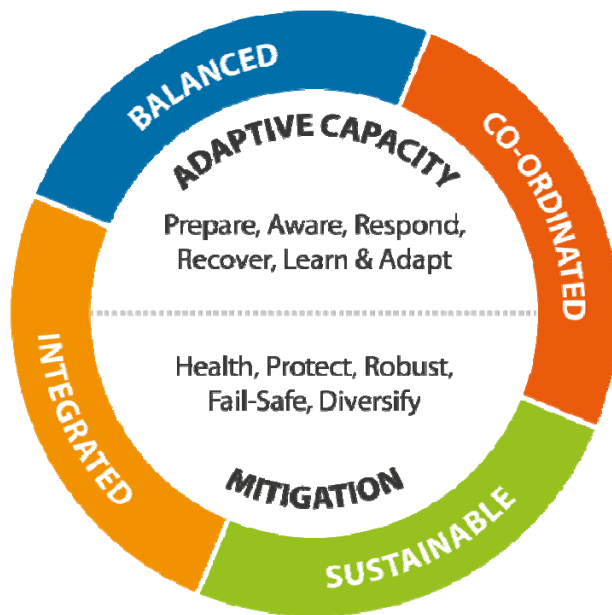 BALANCED
CO-ORDINATED
ADAPTIVE CAPACITY
Prepare, Aware, Respond,
Recover, Learn & Adapt
Health, Protect, Robust,
Fail-Safe, Diversify
MITIGATION
INTEGRATED
SUSTAINABLE